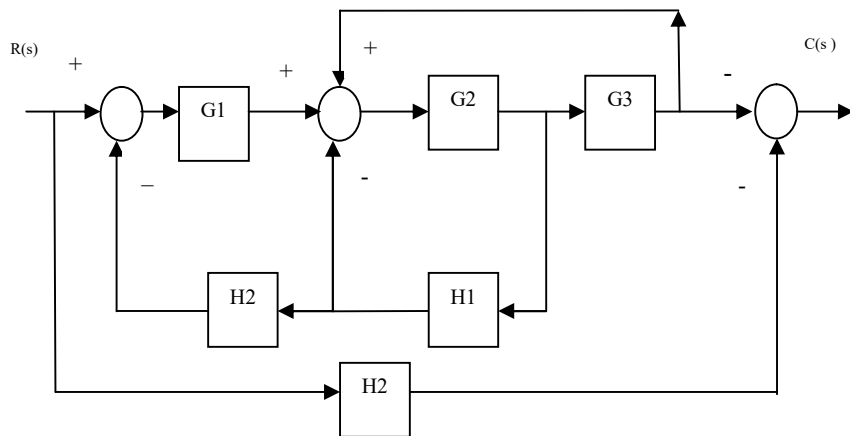 R(s)
C(s )
+
+
+
-
G1
G2
G3
–
-
-
H2
H1
H2